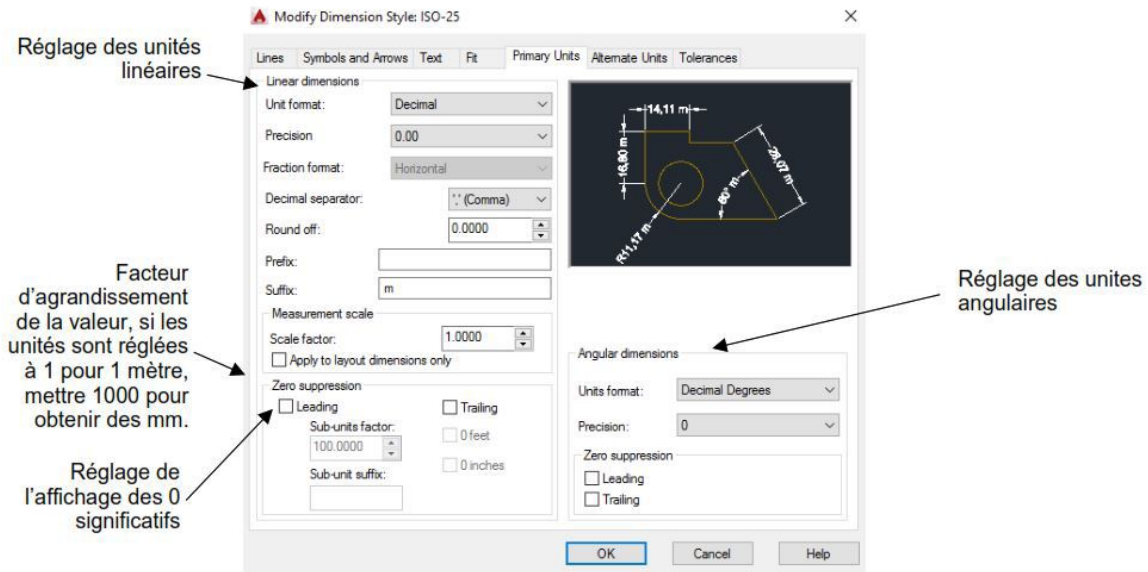 Modify Dimension Style: ISO-25
Réglage des unités
linéaires
Lines Symbols and Arrows Text Fit Primary Units Alternate Units Tolerances
Linear dimensions
Unit format: Decimal
Precision 0.00
Fraction format: Horizontal
Decimal separator: ',' (Comma)
Round off: 0.0000
Prefix:
Suffix: m
Measurement scale
Scale factor: 1.0000
Apply to layout dimensions only
Zero suppression
Leading Trailing
Sub-units factor: 0 feet
100.0000
0 inches
Sub-unit suffix:
14,11 m
16,80 m
28,07 m
60° m
R11,17 m
Facteur
d'agrandissement
de la valeur, si les
unités sont réglées
à 1 pour 1 mètre,
mettre 1000 pour
obtenir des mm.
Réglage de
l'affichage des 0
significatifs
Réglage des unites
angulaires
Angular dimensions
Units format: Decimal Degrees
Precision: 0
Zero suppression
Leading
Trailing
OK Cancel Help